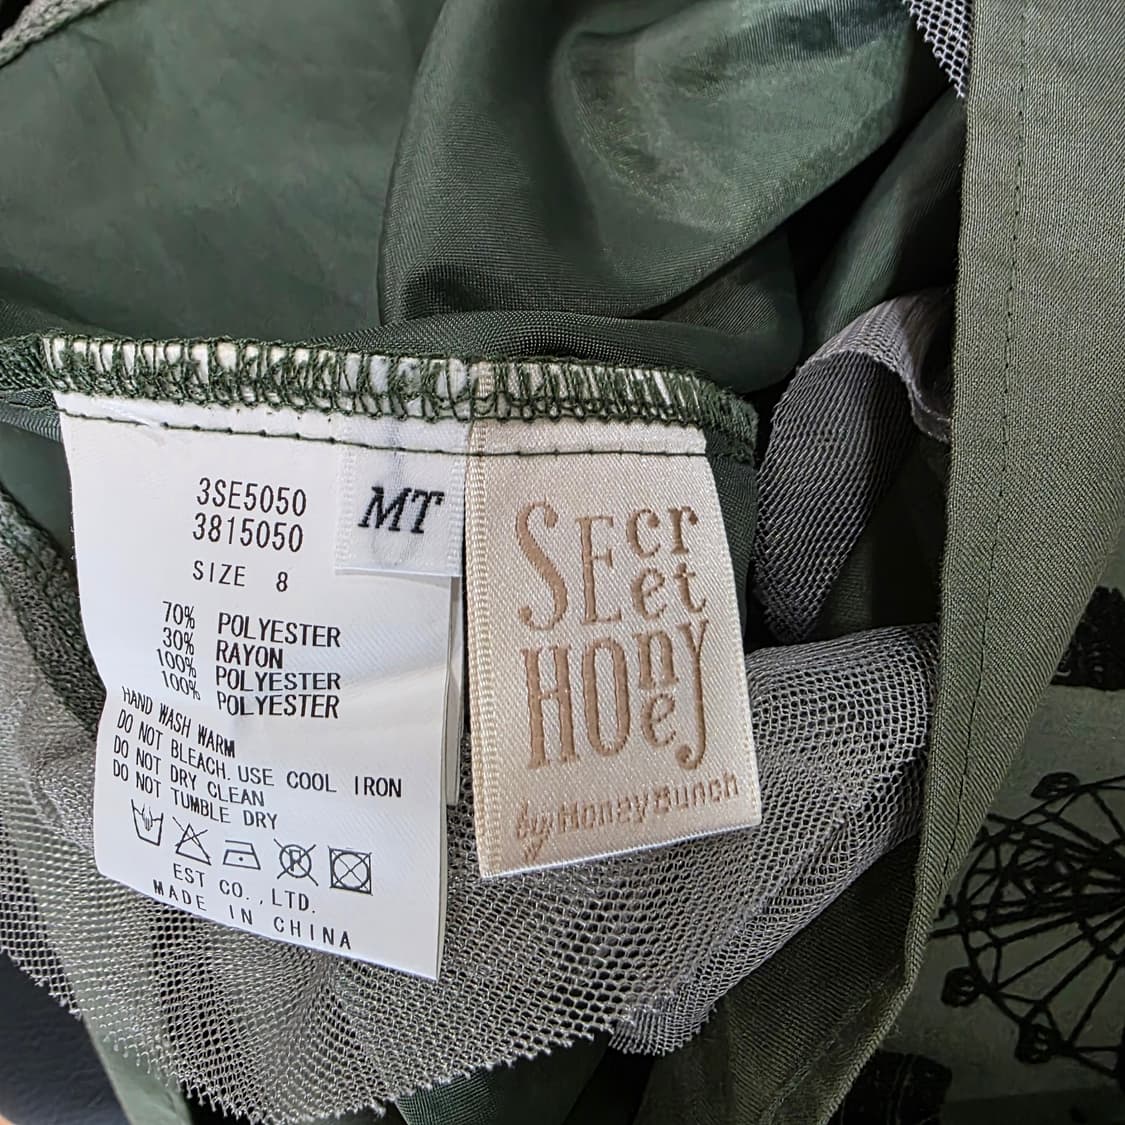 3SE5050
3815050
SIZE 8
70% POLYESTER
30% RAYON
100% POLYESTER
100% POLYESTER
HAND WASH WARM
DO NOT BLEACH. USE COOL IRON
DO NOT DRY CLEAN
DO NOT TUMBLE DRY
EST CO., LTD.
MADE IN CHINA
MT
SEcret
HOney
by Honey Bunch